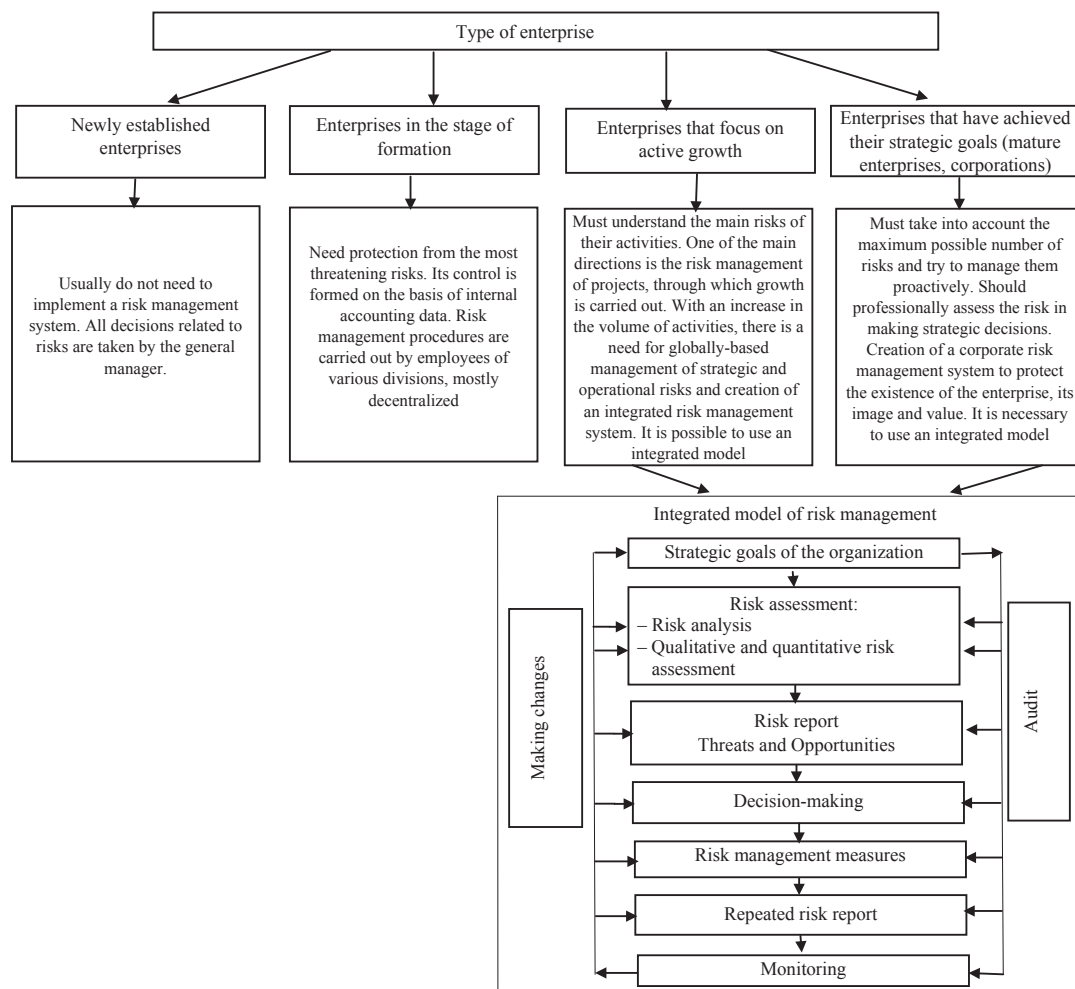 Type of enterprise
Newly established
enterprises
Enterprises in the stage of
formation
Enterprises that focus on
active growth
Enterprises that have achieved
their strategic goals (mature
enterprises, corporations)
Usually do not need to
implement a risk management
system. All decisions related to
risks are taken by the general
manager.
Need protection from the most
threatening risks. Its control is
formed on the basis of internal
accounting data. Risk
management procedures are
carried out by employees of
various divisions, mostly
decentralized
Must understand the main risks of
their activities. One of the main
directions is the risk management
of projects, through which growth
is carried out. With an increase in
the volume of activities, there is a
need for globally-based
management of strategic and
operational risks and creation of
an integrated risk management
system. It is possible to use an
integrated model
Must take into account the
maximum possible number of
risks and try to manage them
proactively. Should
professionally assess the risk in
making strategic decisions.
Creation of a corporate risk
management system to protect
the existence of the enterprise, its
image and value. It is necessary
to use an integrated model
Integrated model of risk management
Strategic goals of the organization
Risk assessment:
– Risk analysis
– Qualitative and quantitative risk
assessment
Risk report
Threats and Opportunities
Decision-making
Risk management measures
Repeated risk report
Monitoring
Making changes
Audit